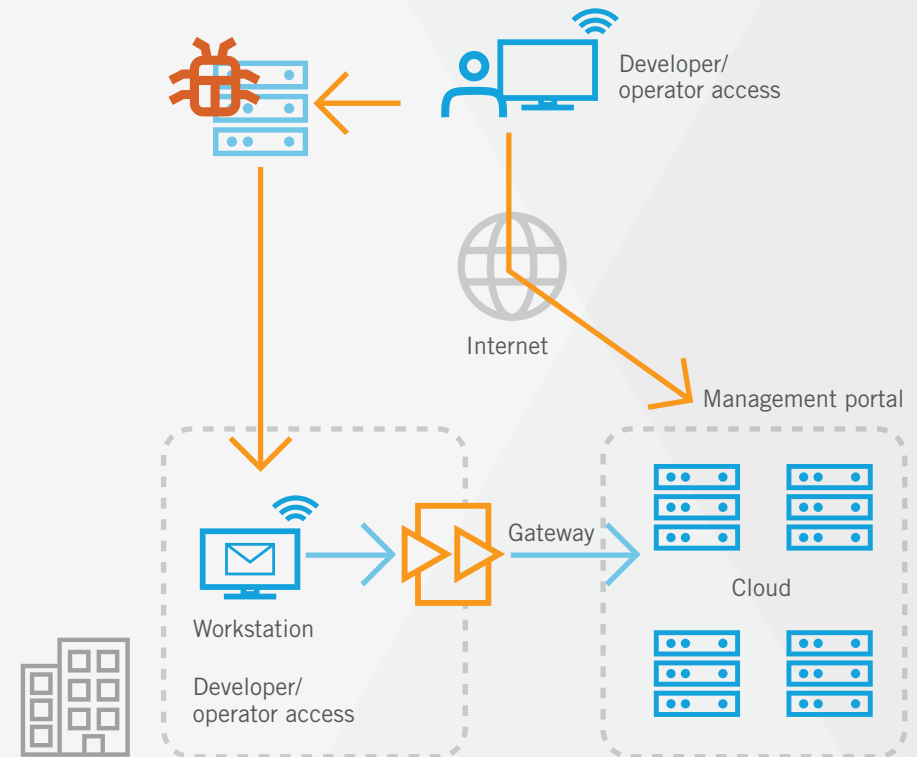 Developer/
operator access
Internet
Management portal
Gateway
Cloud
Workstation
Developer/
operator access